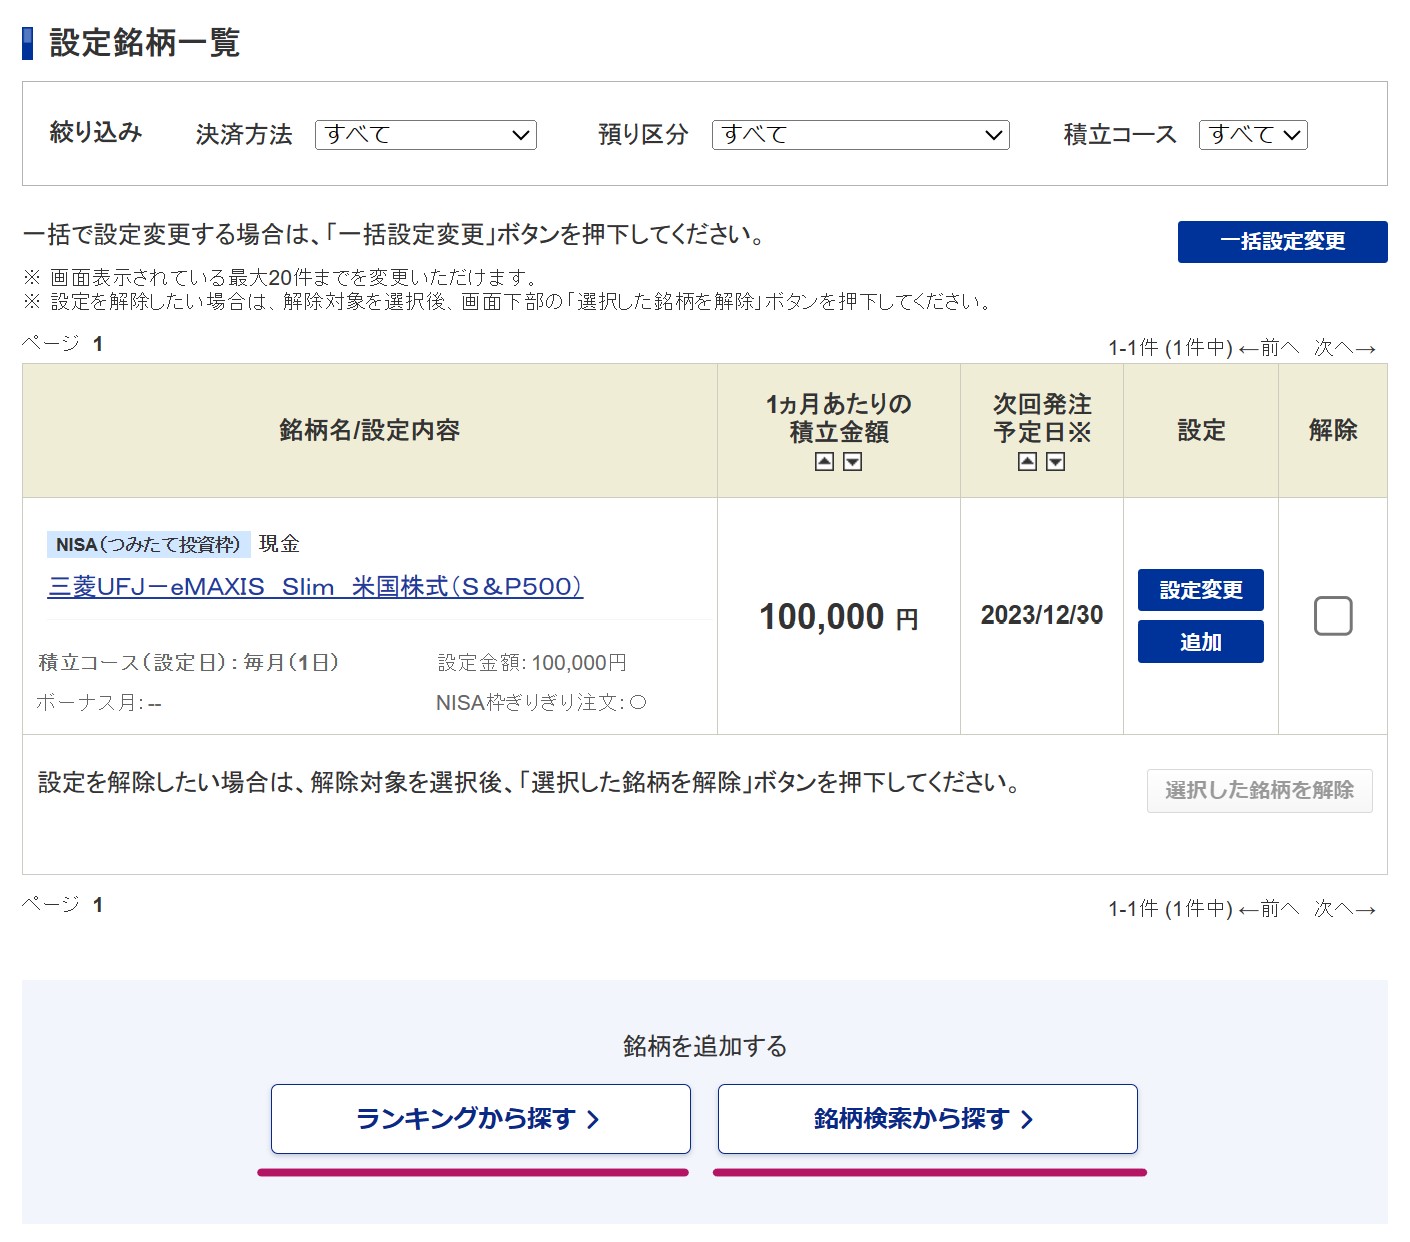 設定銘柄一覧
絞り込み 決済方法 すべて 預り区分 すべて 積立コース すべて
一括で設定変更する場合は、「一括設定変更」ボタンを押下してください。 一括設定変更
※ 画面表示されている最大20件までを変更いただけます。
※ 設定を解除したい場合は、解除対象を選択後、画面下部の「選択した銘柄を解除」ボタンを押下してください。
ページ 1 1-1件 (1件中) ←前へ 次へ→
銘柄名/設定内容 1ヵ月あたりの積立金額 次回発注予定日※ 設定 解除
NISA(つみたて投資枠) 現金
三菱UFJ－eMAXIS Slim 米国株式(S&P500)
100,000 円 2023/12/30 設定変更
追加
積立コース(設定日) : 毎月(1日) 設定金額: 100,000円
ボーナス月: -- NISA枠ぎりぎり注文: 〇
設定を解除したい場合は、解除対象を選択後、「選択した銘柄を解除」ボタンを押下してください。 選択した銘柄を解除
ページ 1 1-1件 (1件中) ←前へ 次へ→
銘柄を追加する
ランキングから探す > 銘柄検索から探す >